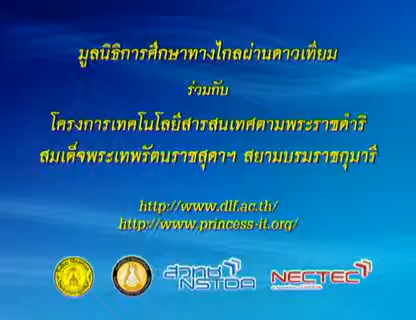 มูลนิธิการศึกษาทางไกลผ่านดาวเทียม
ร่วมกับ
โครงการเทคโนโลยีสารสนเทศตามพระราชดำริ
สมเด็จพระเทพรัตนราชสุดาฯ สยามบรมราชกุมารี
http://www.dlf.ac.th/
http://www.princess-it.org/
สวทช
NSTDA
NECTEC